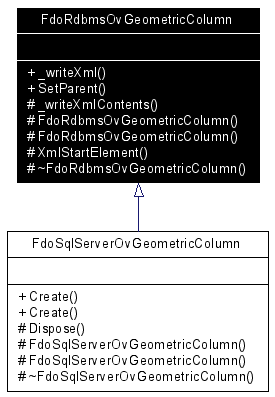 FdoRdbmsOvGeometricColumn
+ _writeXml()
+ SetParent()
# _writeXmlContents()
# FdoRdbmsOvGeometricColumn()
# FdoRdbmsOvGeometricColumn()
# XmlStartElement()
# ~FdoRdbmsOvGeometricColumn()
FdoSqlServerOvGeometricColumn
+ Create()
+ Create()
# Dispose()
# FdoSqlServerOvGeometricColumn()
# FdoSqlServerOvGeometricColumn()
# ~FdoSqlServerOvGeometricColumn()